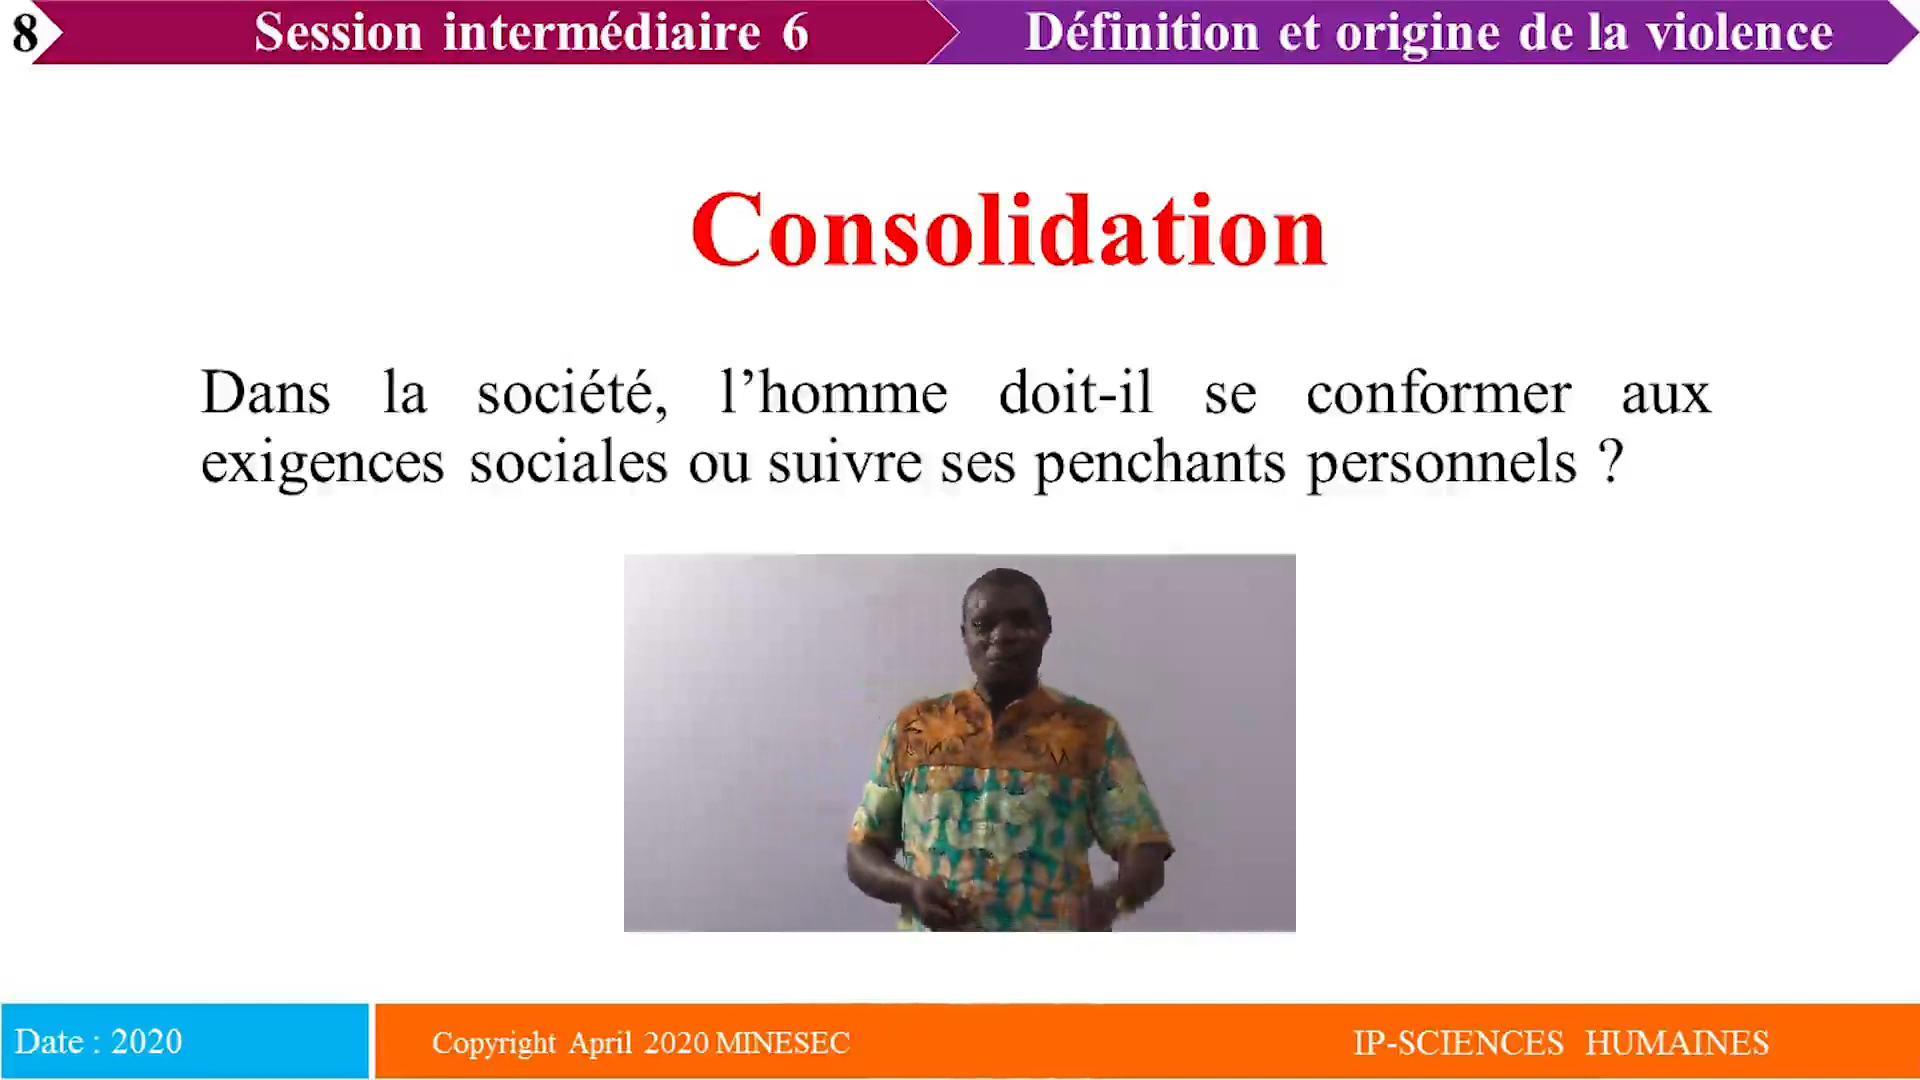 8
Session intermédiaire 6
Définition et origine de la violence
Consolidation
Dans la société, l’homme doit-il se conformer aux
exigences sociales ou suivre ses penchants personnels ?
Date : 2020
Copyright April 2020 MINESEC
IP-SCIENCES HUMAINES